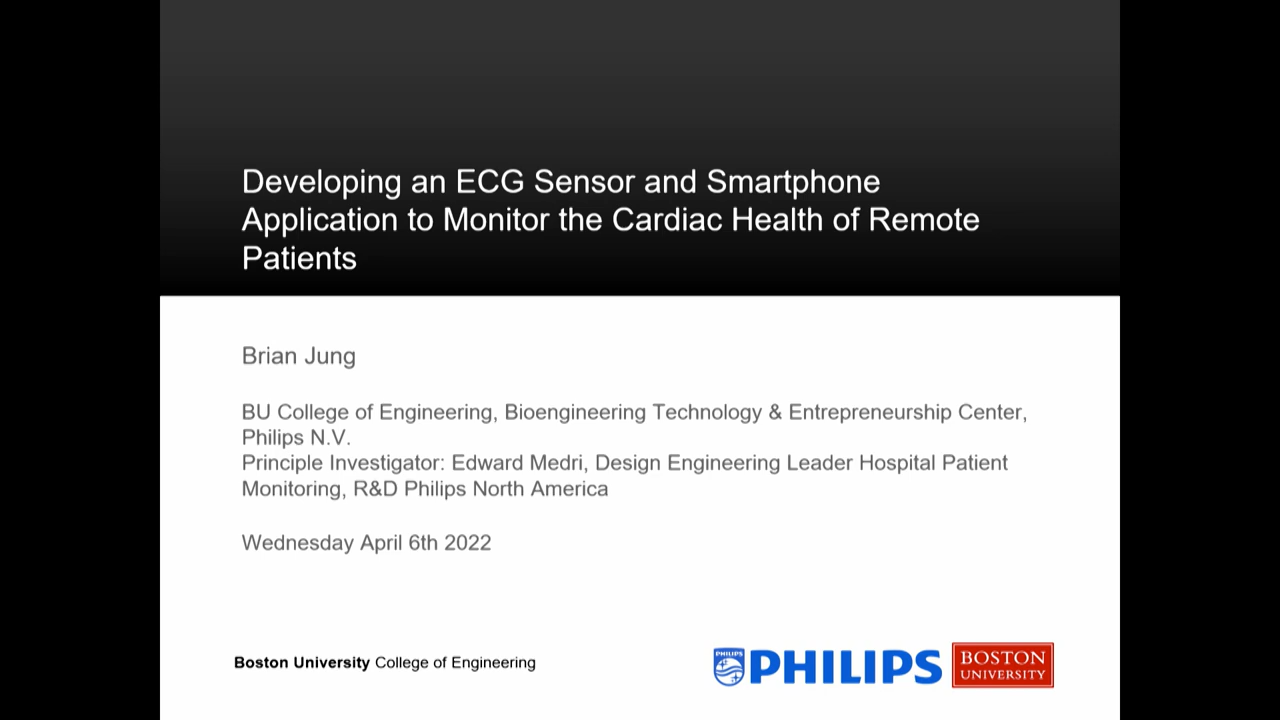 Developing an ECG Sensor and Smartphone
Application to Monitor the Cardiac Health of Remote
Patients
Brian Jung
BU College of Engineering, Bioengineering Technology & Entrepreneurship Center,
Philips N.V.
Principle Investigator: Edward Medri, Design Engineering Leader Hospital Patient
Monitoring, R&D Philips North America
Wednesday April 6th 2022
Boston University College of Engineering
PHILIPS
PHILIPS
BOSTON
UNIVERSITY